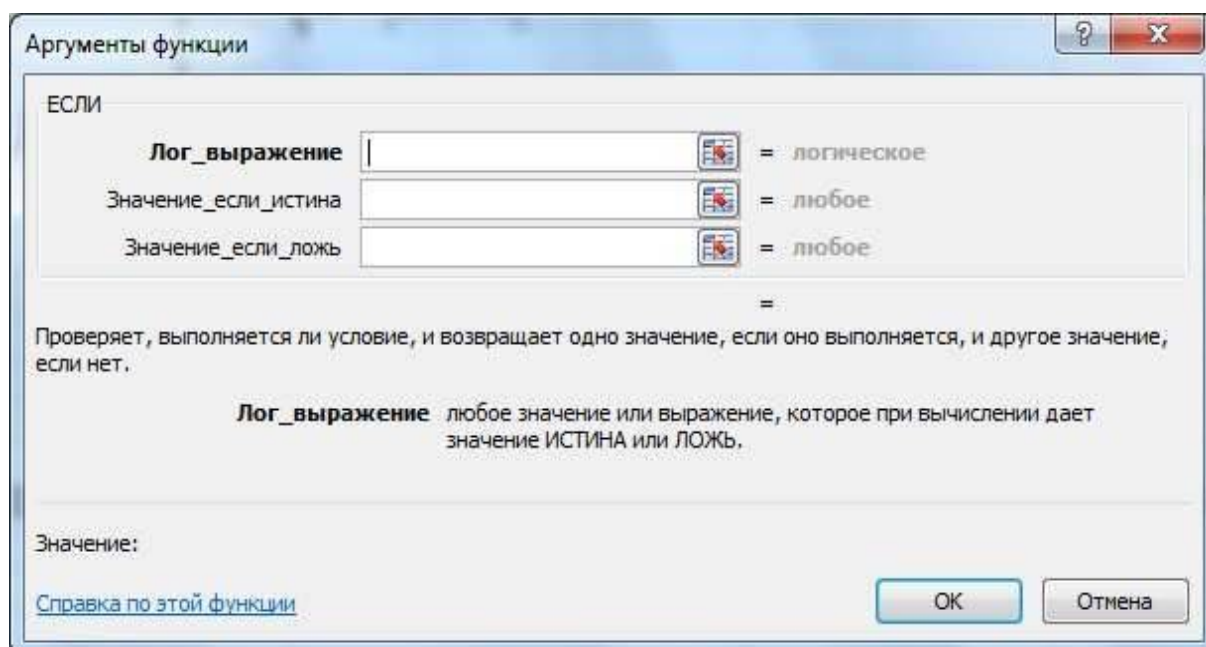 Аргументы функции
ЕСЛИ
Лог_выражение = логическое
Значение_если_истина = любое
Значение_если_ложь = любое
=
Проверяет, выполняется ли условие, и возвращает одно значение, если оно выполняется, и другое значение,
если нет.
Лог_выражение любое значение или выражение, которое при вычислении дает
значение ИСТИНА или ЛОЖЬ.
Значение:
Справка по этой функции ОК Отмена